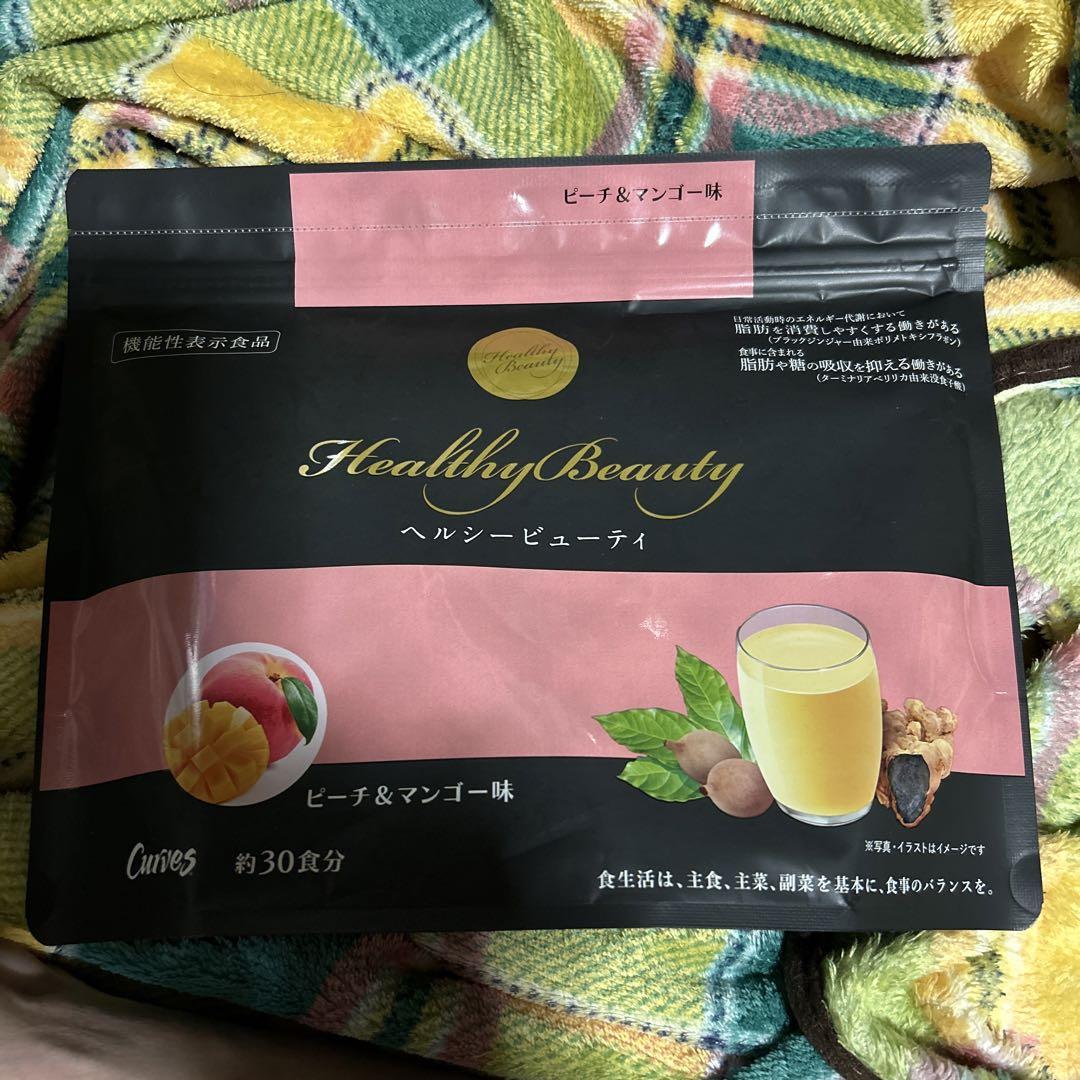 ピーチ&マンゴー味
機能性表示食品
日常活動時のエネルギー代謝において
脂肪を消費しやすくする働きがある
(ブラックジンジャー由来ポリメトキシフラボン)
食事に含まれる
脂肪や糖の吸収を抑える働きがある
(ターミナリアベリリカ由来没食子酸)
Healthy
Beauty
Healthy Beauty
ヘルシービューティ
ピーチ&マンゴー味
Curves
約30食分
※写真・イラストはイメージです
食生活は、主食、主菜、副菜を基本に、食事のバランスを。